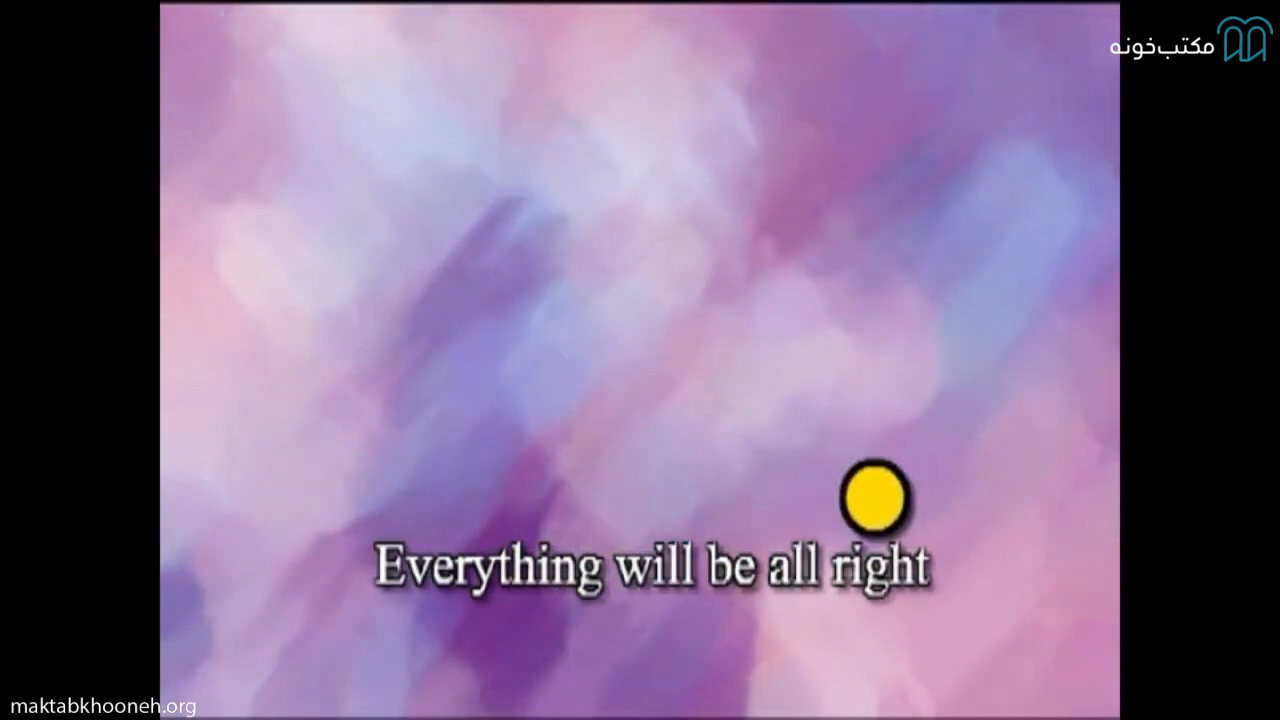 مکتب‌خونه
Everything will be all right
maktabkhooneh.org